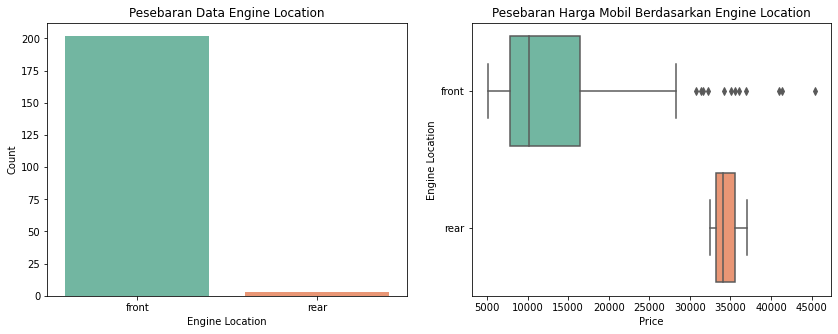 Pesebaran Data Engine Location
200
175
150
125
100
75
50
25
0
Count
front
rear
Engine Location
Pesebaran Harga Mobil Berdasarkan Engine Location
front
rear
Engine Location
5000 10000 15000 20000 25000 30000 35000 40000 45000
Price